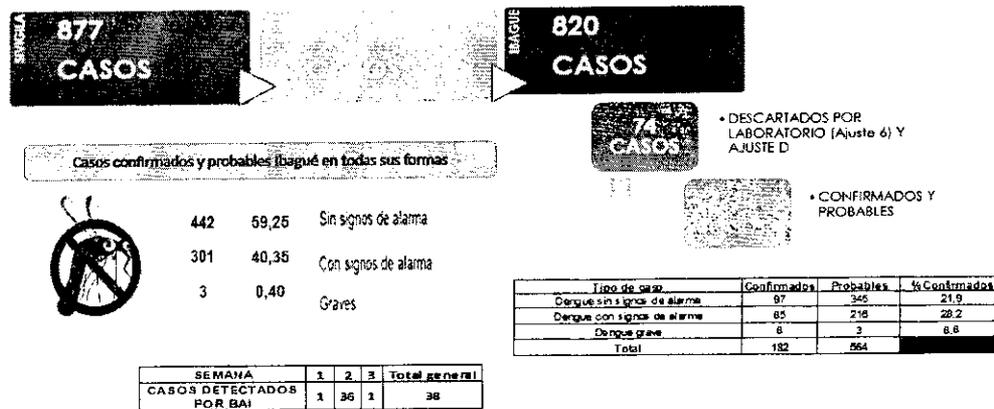 SIVIGILA
877
CASOS
IBAGUE
820
CASOS
74
CASOS
• DESCARTADOS POR
LABORATORIO (Ajuste 6) Y
AJUSTE D
• CONFIRMADOS Y
PROBABLES
Casos confirmados y probables Ibagué en todas sus formas
442 59,25 Sin signos de alarma
301 40,35 Con signos de alarma
3 0,40 Graves
Tipo de caso Confirmados Probables % Confirmados
Dengue sin signos de alarma 97 345 21,9
Dengue con signos de alarma 85 216 28,2
Dengue grave 3
Total 182 564
SEMANA 1 2 3 Total general
CASOS DETECTADOS
POR BAI 1 36 1 38